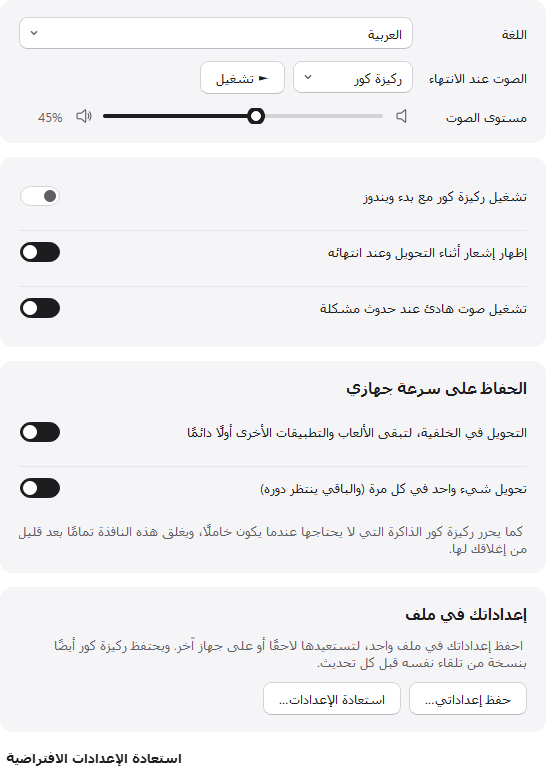 اللغة
العربية
الصوت عند الانتهاء
ركيزة كور
تشغيل
مستوى الصوت
45%
تشغيل ركيزة كور مع بدء ويندوز
إظهار إشعار أثناء التحويل وعند انتهائه
تشغيل صوت هادئ عند حدوث مشكلة
الحفاظ على سرعة جهازي
التحويل في الخلفية، لتبقى الألعاب والتطبيقات الأخرى أولًا دائمًا
تحويل شيء واحد في كل مرة (والباقي ينتظر دوره)
كما يحرر ركيزة كور الذاكرة التي لا يحتاجها عندما يكون خاملًا، ويغلق هذه النافذة تمامًا بعد قليل
من إغلاقك لها.
إعداداتك في ملف
احفظ إعداداتك في ملف واحد، لتستعيدها لاحقًا أو على جهاز آخر. ويحتفظ ركيزة كور أيضًا
بنسخة من تلقاء نفسه قبل كل تحديث.
حفظ إعداداتي...
استعادة الإعدادات...
استعادة الإعدادات الافتراضية